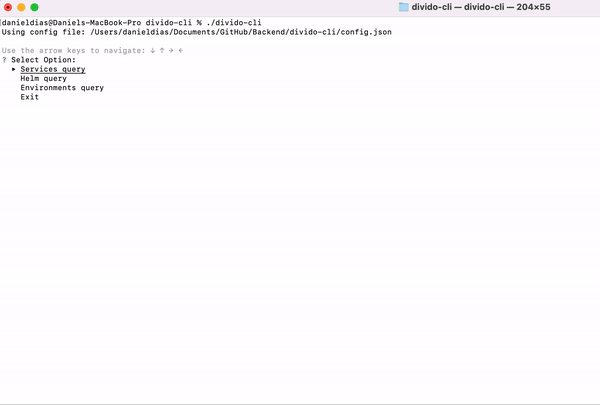 divido-cli — divido-cli — 204×55
danieldias@Daniels-MacBook-Pro divido-cli % ./divido-cli
Using config file: /Users/danieldias/Documents/GitHub/Backend/divido-cli/config.json
Use the arrow keys to navigate: ↓ ↑ → ←
? Select Option:
▸ Services query
Helm query
Environments query
Exit